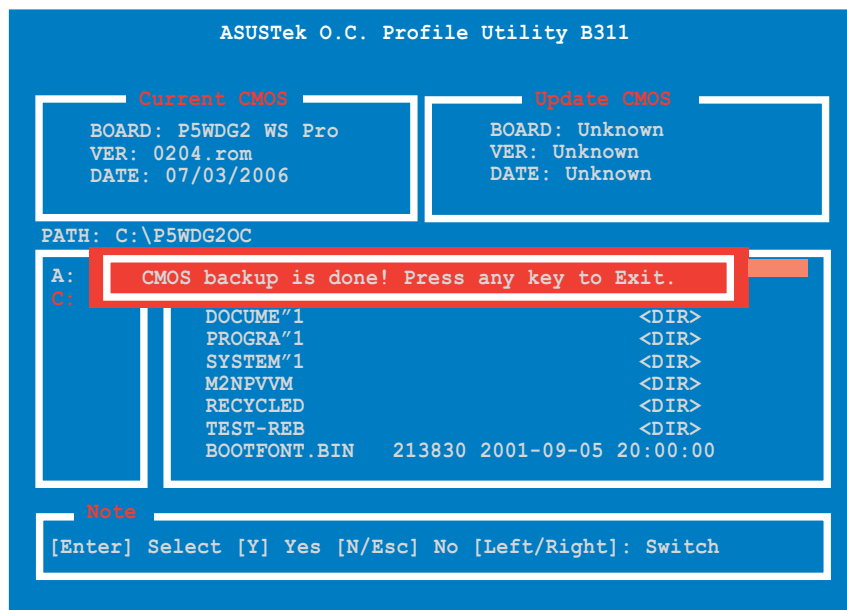 ASUSTek O.C. Profile Utility B311
Current CMOS
BOARD: P5WDG2 WS Pro
VER: 0204.rom
DATE: 07/03/2006
Update CMOS
BOARD: Unknown
VER: Unknown
DATE: Unknown
PATH: C:\P5WDG2OC
A:
C:
CMOS backup is done! Press any key to Exit.
DOCUME″1 <DIR>
PROGRA″1 <DIR>
SYSTEM″1 <DIR>
M2NPVVM <DIR>
RECYCLED <DIR>
TEST-REB <DIR>
BOOTFONT.BIN 213830 2001-09-05 20:00:00
Note
[Enter] Select [Y] Yes [N/Esc] No [Left/Right]: Switch